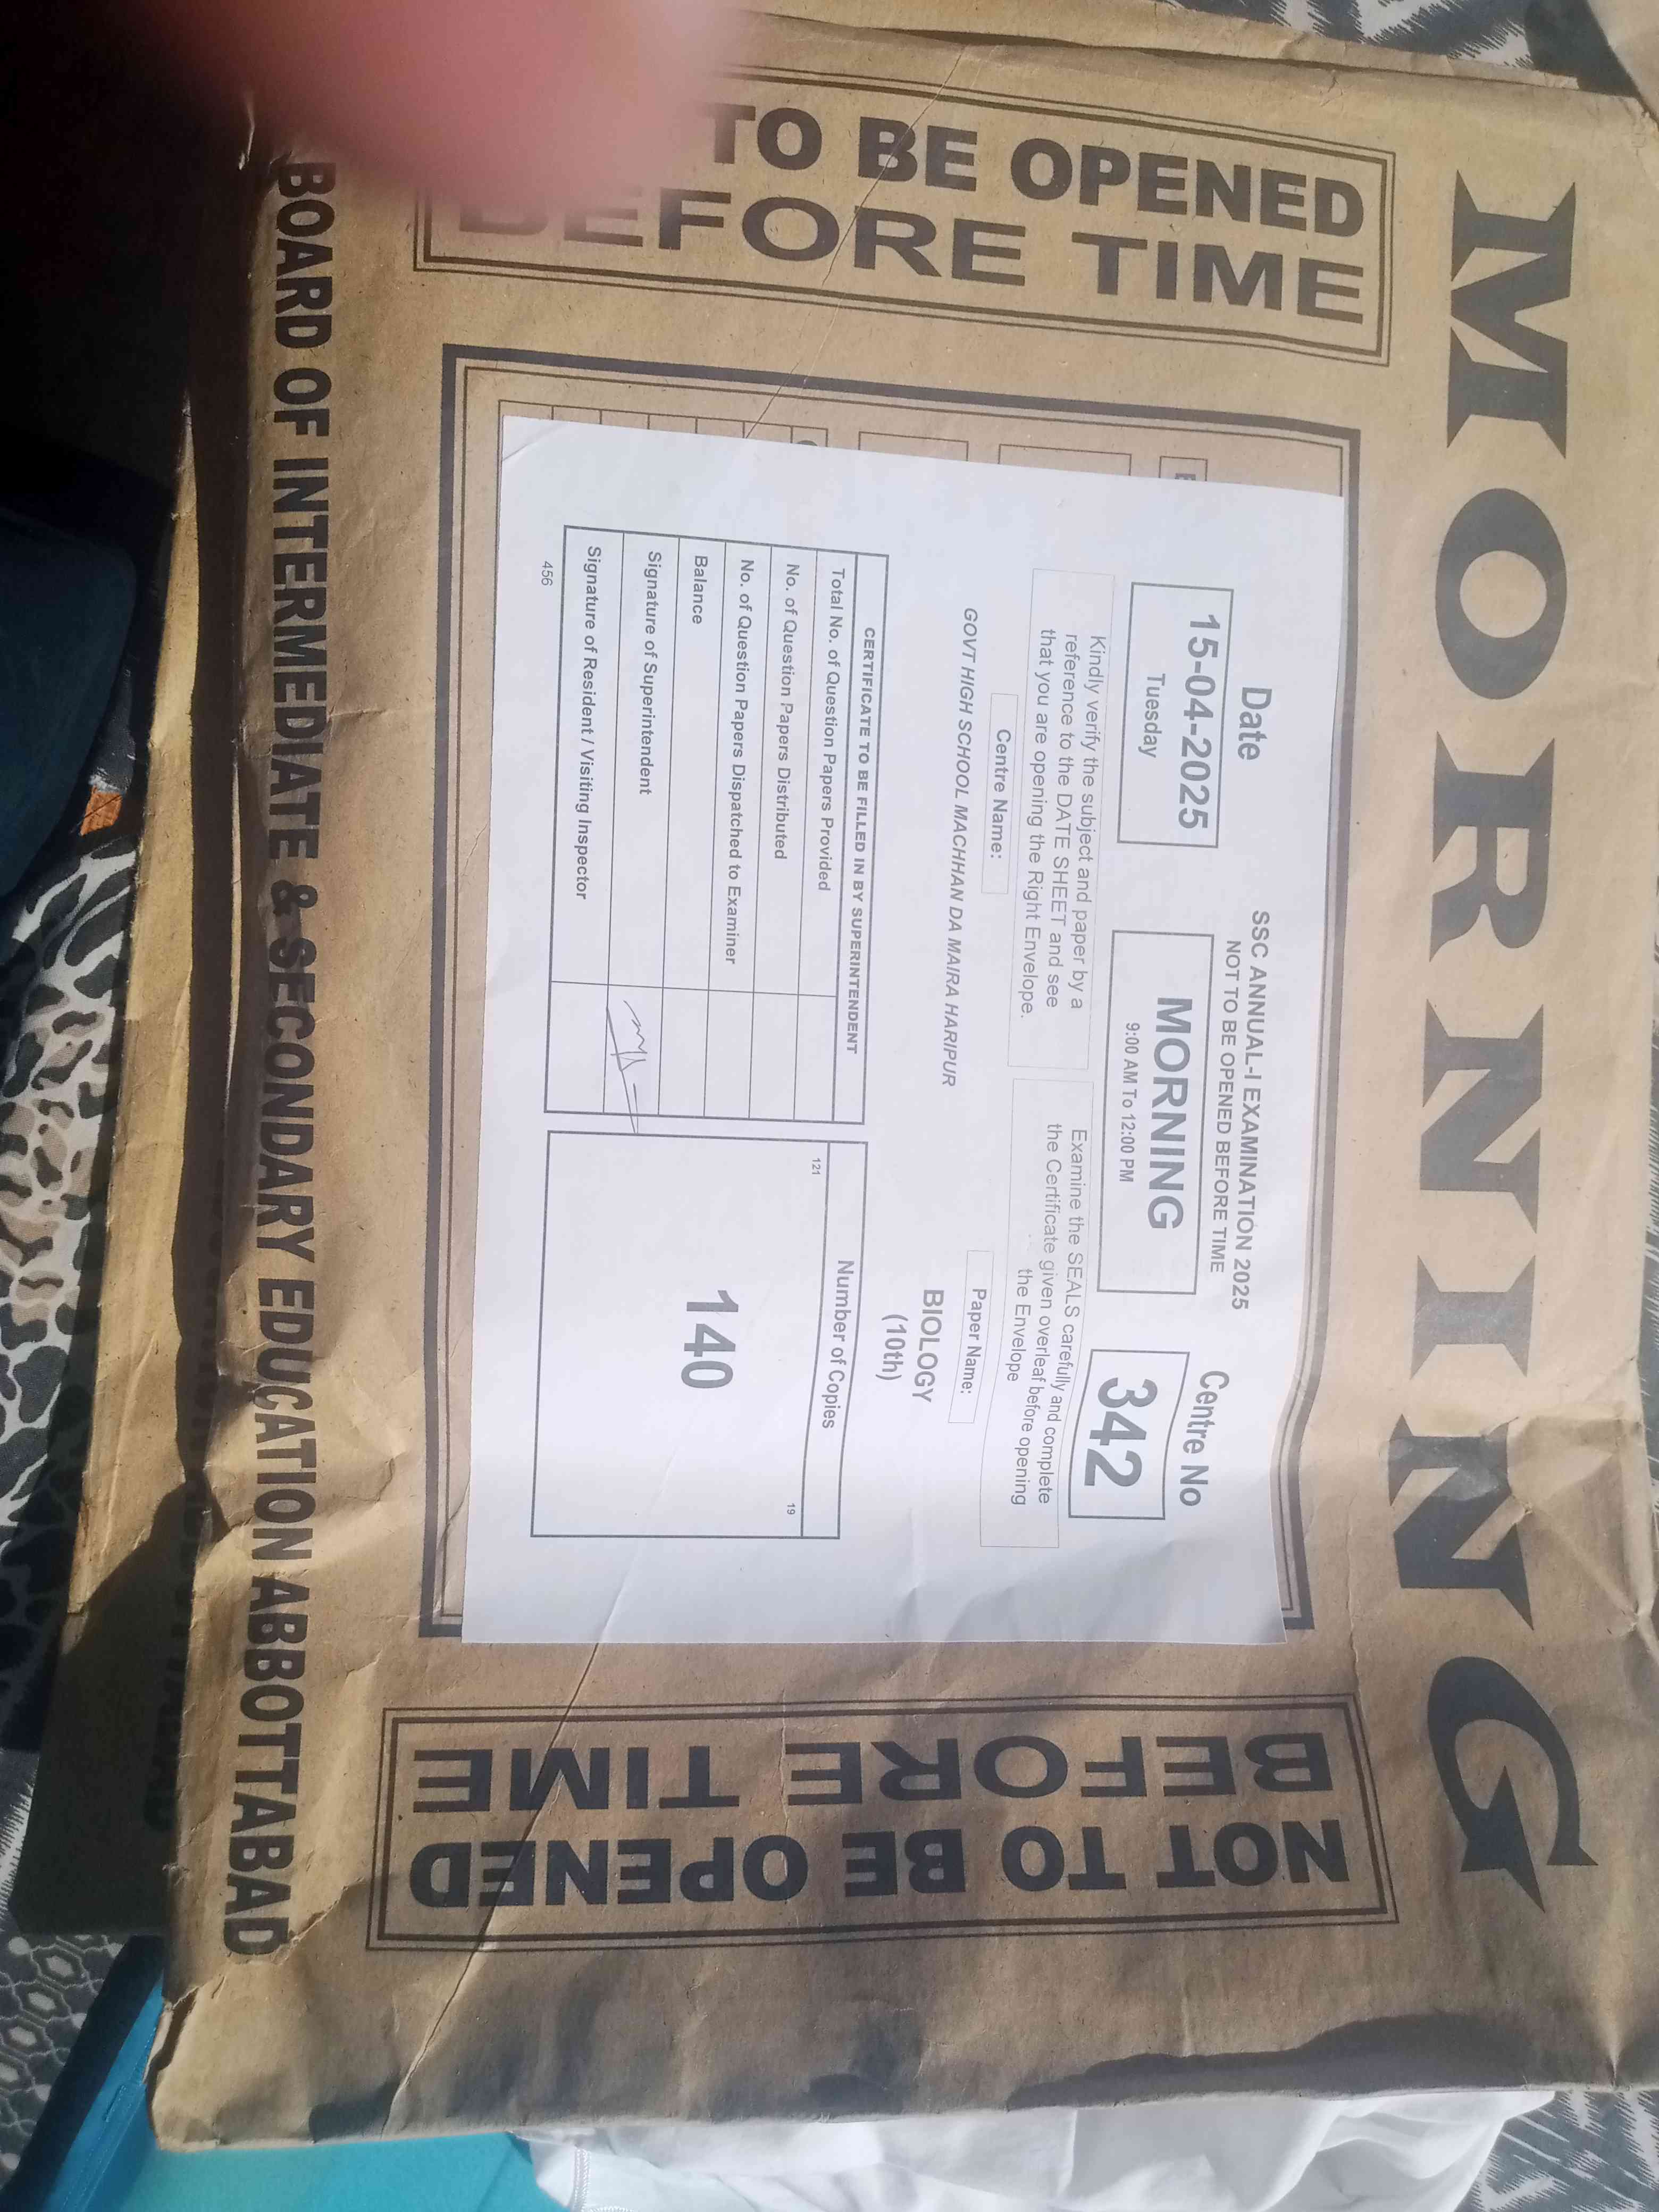 MORNING
TO BE OPENED
BEFORE TIME
Date
15-04-2025
Tuesday
SSC ANNUAL-I EXAMINATION 2025
NOT TO BE OPENED BEFORE TIME
MORNING
9:00 AM To 12:00 PM
Centre No
342
Kindly verify the subject and paper by a
reference to the DATE SHEET and see
that you are opening the Right Envelope.
Examine the SEALS carefully and complete
the Certificate given overleaf before opening
the Envelope
Centre Name:
GOVT HIGH SCHOOL MACHHAN DA MAIRA HARIPUR
Paper Name:
BIOLOGY
(10th)
CERTIFICATE TO BE FILLED IN BY SUPERINTENDENT
Total No. of Question Papers Provided
No. of Question Papers Distributed
No. of Question Papers Dispatched to Examiner
Balance
Signature of Superintendent
Signature of Resident / Visiting Inspector
456
Number of Copies
121
19
140
NOT TO BE OPENED
BEFORE TIME
BOARD OF INTERMEDIATE & SECONDARY EDUCATION ABBOTTABAD